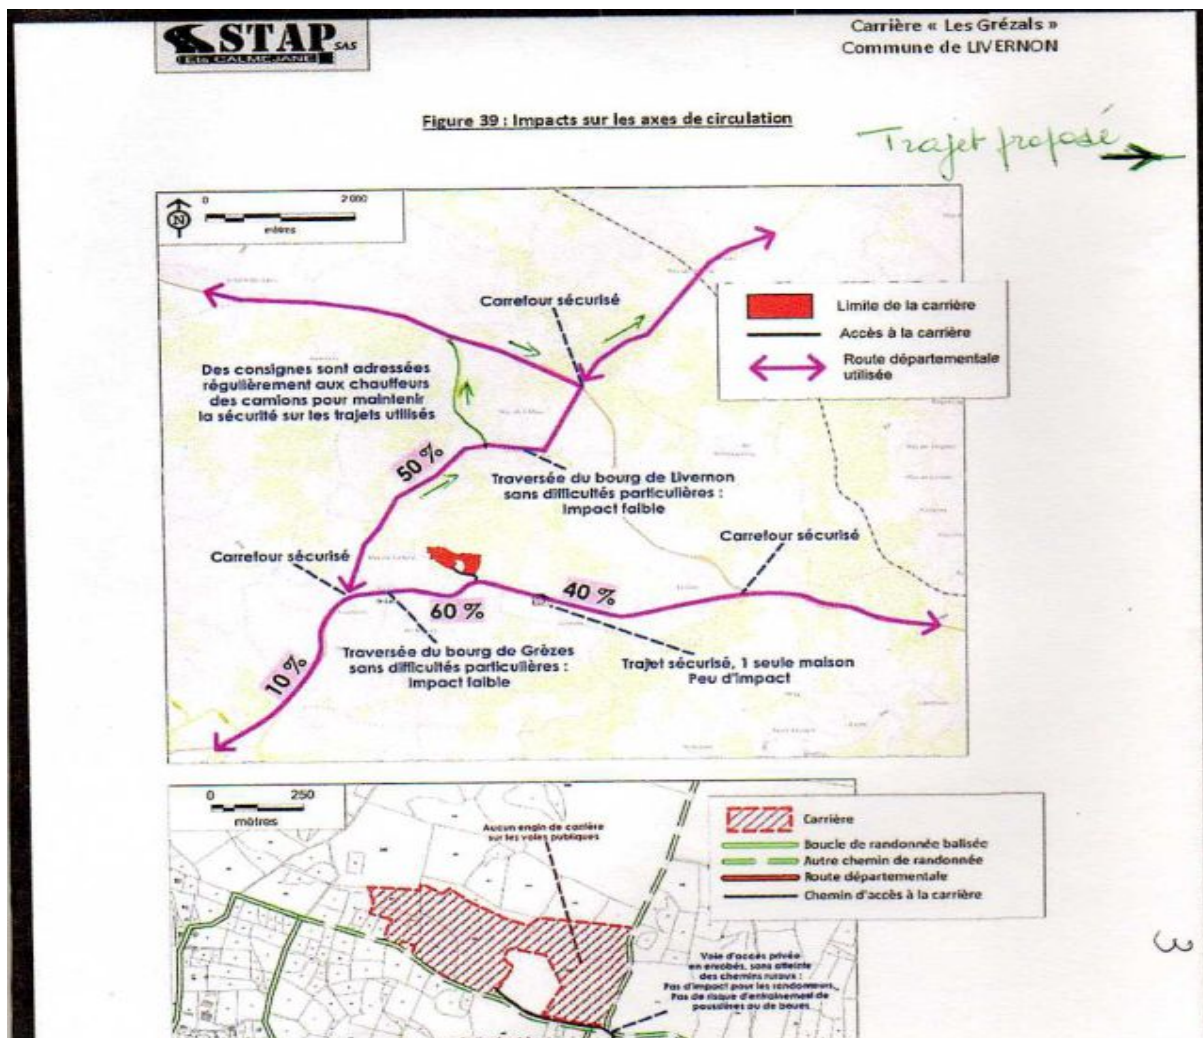 STAP SAS
Ets CALMEJANE
Carrière « Les Grézals »
Commune de LIVERNON
Figure 39 : Impacts sur les axes de circulation
Trajet proposé
0 2 000
mètres
N
Carrefour sécurisé
Limite de la carrière
Accès à la carrière
Route départementale
utilisée
Des consignes sont adressées
régulièrement aux chauffeurs
des camions pour maintenir
la sécurité sur les trajets utilisés
50 %
Traversée du bourg de Livernon
sans difficultés particulières :
Impact faible
Carrefour sécurisé
Carrefour sécurisé
40 %
60 %
Traversée du bourg de Grèzes
sans difficultés particulières :
Impact faible
Trajet sécurisé, 1 seule maison
Peu d'impact
10 %
0 250
mètres
Aucun engin de carrière
sur les voies publiques
Carrière
Boucle de randonnée balisée
Autre chemin de randonnée
Route départementale
Chemin d'accès à la carrière
Voie d'accès privée
en enrobés, sans atteinte
des chemins ruraux :
Pas d'impact pour les randonneurs
Pas de risque d'entraînement de
poussières ou de boues
3